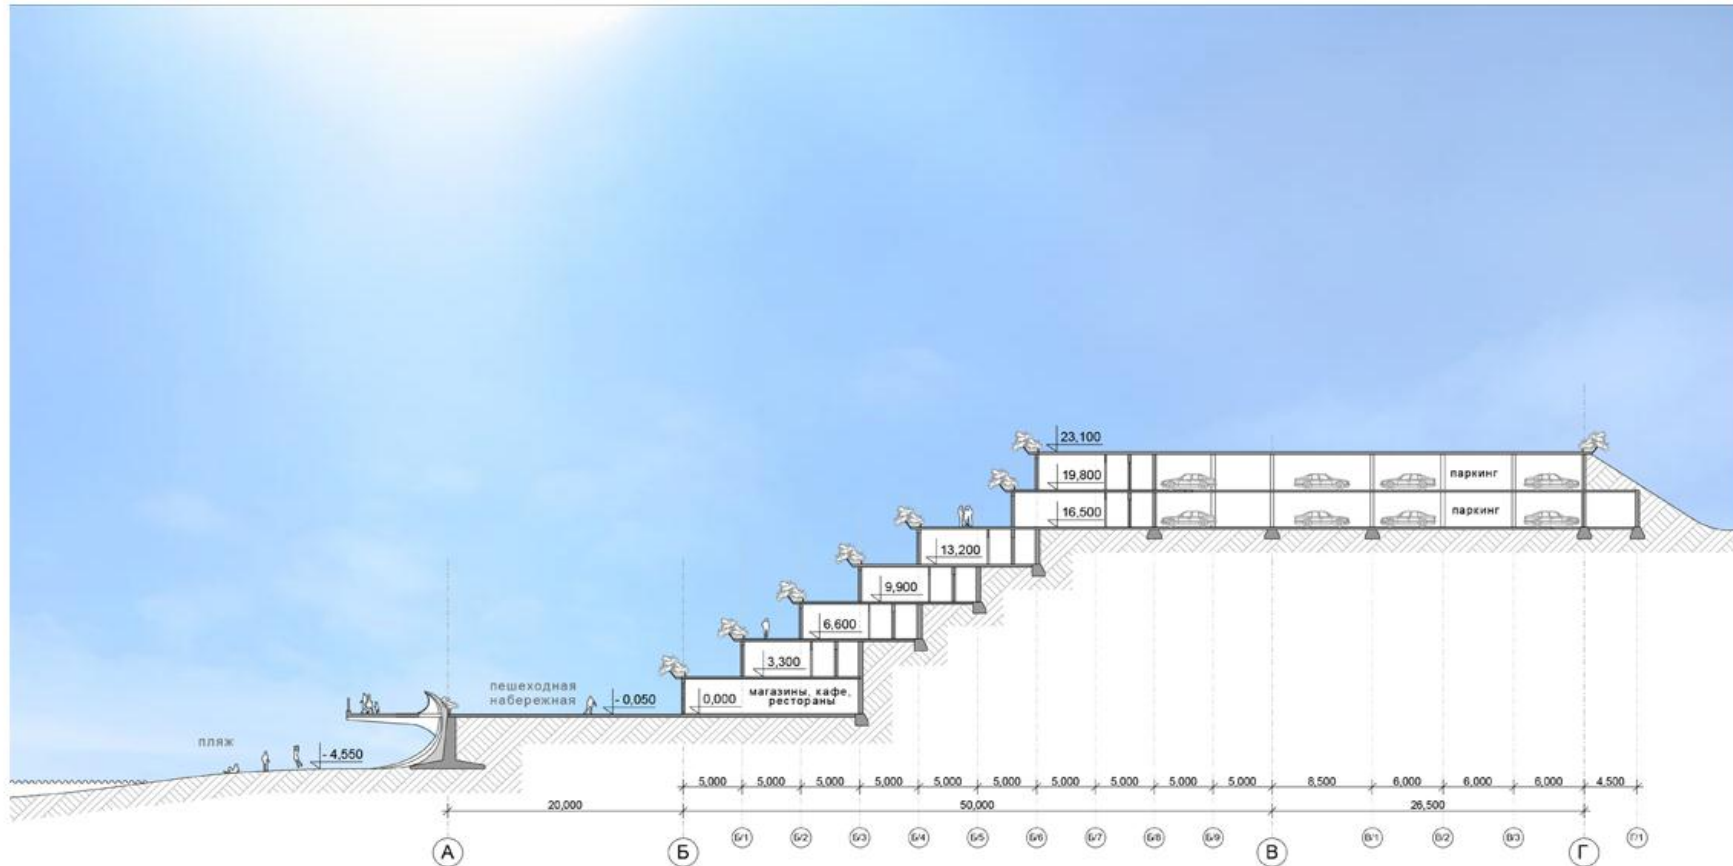 23,100
19,800
паркинг
16,500
паркинг
13,200
9,900
6,600
3,300
пешеходная
набережная
- 0,050
0,000
магазины, кафе,
рестораны
пляж
- 4,550
5,000 5,000 5,000 5,000 5,000 5,000 5,000 5,000 5,000 5,000 8,500 6,000 6,000 6,000 4,500
20,000 50,000 26,500
А Б Б/1 Б/2 Б/3 Б/4 Б/5 Б/6 Б/7 Б/8 Б/9 В В/1 В/2 В/3 Г Г/1